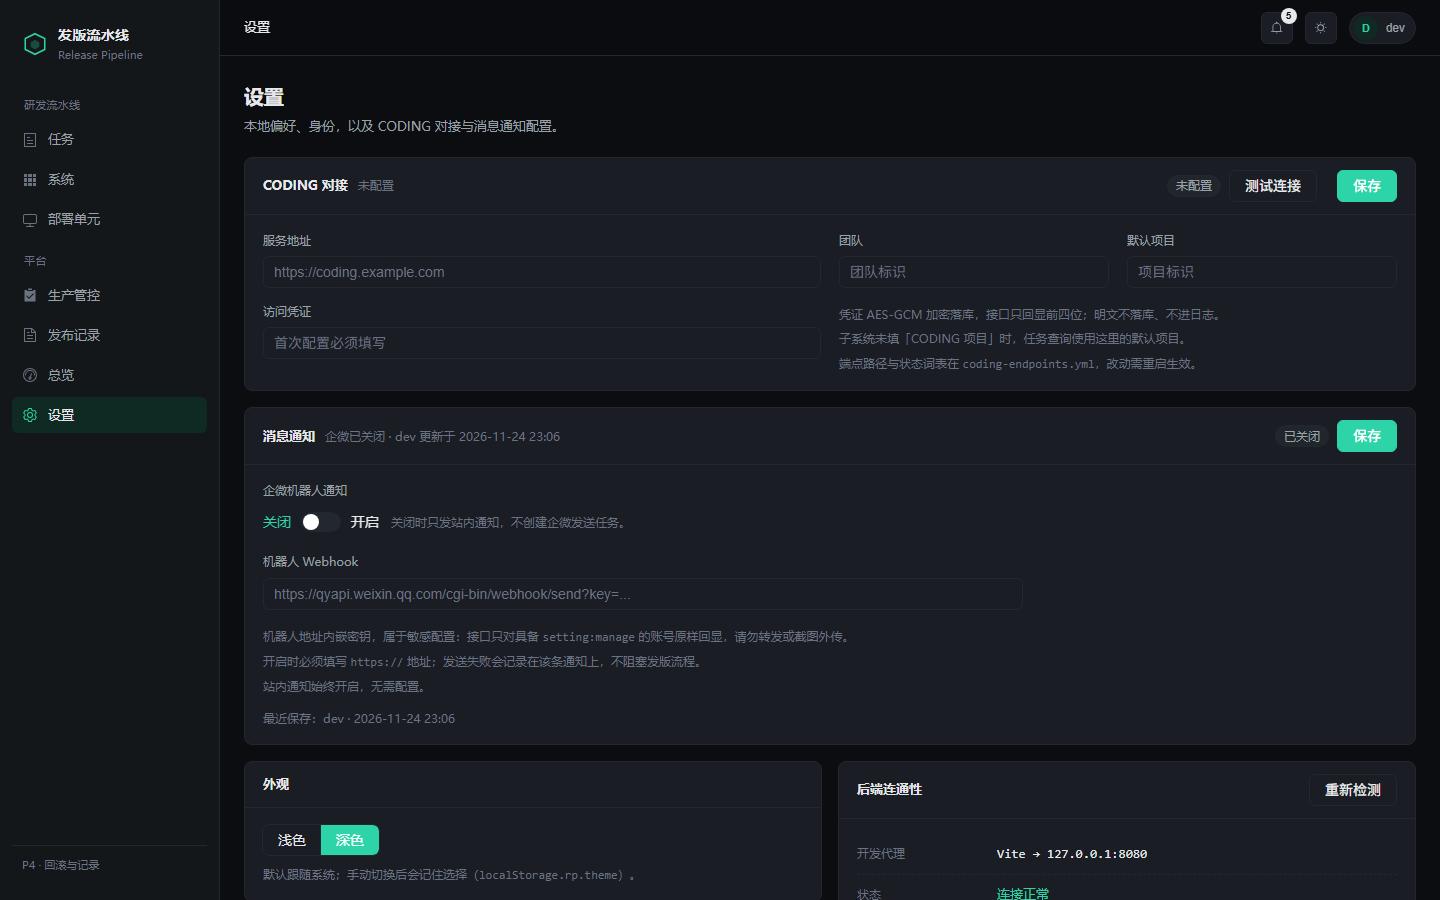 发版流水线
Release Pipeline
研发流水线
任务
系统
部署单元
平台
生产管控
发布记录
总览
设置
P4 · 回滚与记录
设置
5
D dev
设置
本地偏好、身份，以及 CODING 对接与消息通知配置。
CODING 对接 未配置
未配置 测试连接 保存
服务地址 团队 默认项目
https://coding.example.com 团队标识 项目标识
访问凭证
首次配置必须填写
凭证 AES-GCM 加密落库，接口只回显前四位；明文不落库、不进日志。
子系统未填「CODING 项目」时，任务查询使用这里的默认项目。
端点路径与状态词表在 coding-endpoints.yml，改动需重启生效。
消息通知 企微已关闭 · dev 更新于 2026-11-24 23:06
已关闭 保存
企微机器人通知
关闭 开启 关闭时只发站内通知，不创建企微发送任务。
机器人 Webhook
https://qyapi.weixin.qq.com/cgi-bin/webhook/send?key=...
机器人地址内嵌密钥，属于敏感配置：接口只对具备 setting:manage 的账号原样回显，请勿转发或截图外传。
开启时必须填写 https:// 地址；发送失败会记录在该条通知上，不阻塞发版流程。
站内通知始终开启，无需配置。
最近保存：dev · 2026-11-24 23:06
外观
浅色 深色
默认跟随系统；手动切换后会记住选择（localStorage.rp.theme）。
后端连通性 重新检测
开发代理 Vite → 127.0.0.1:8080
状态 连接正常